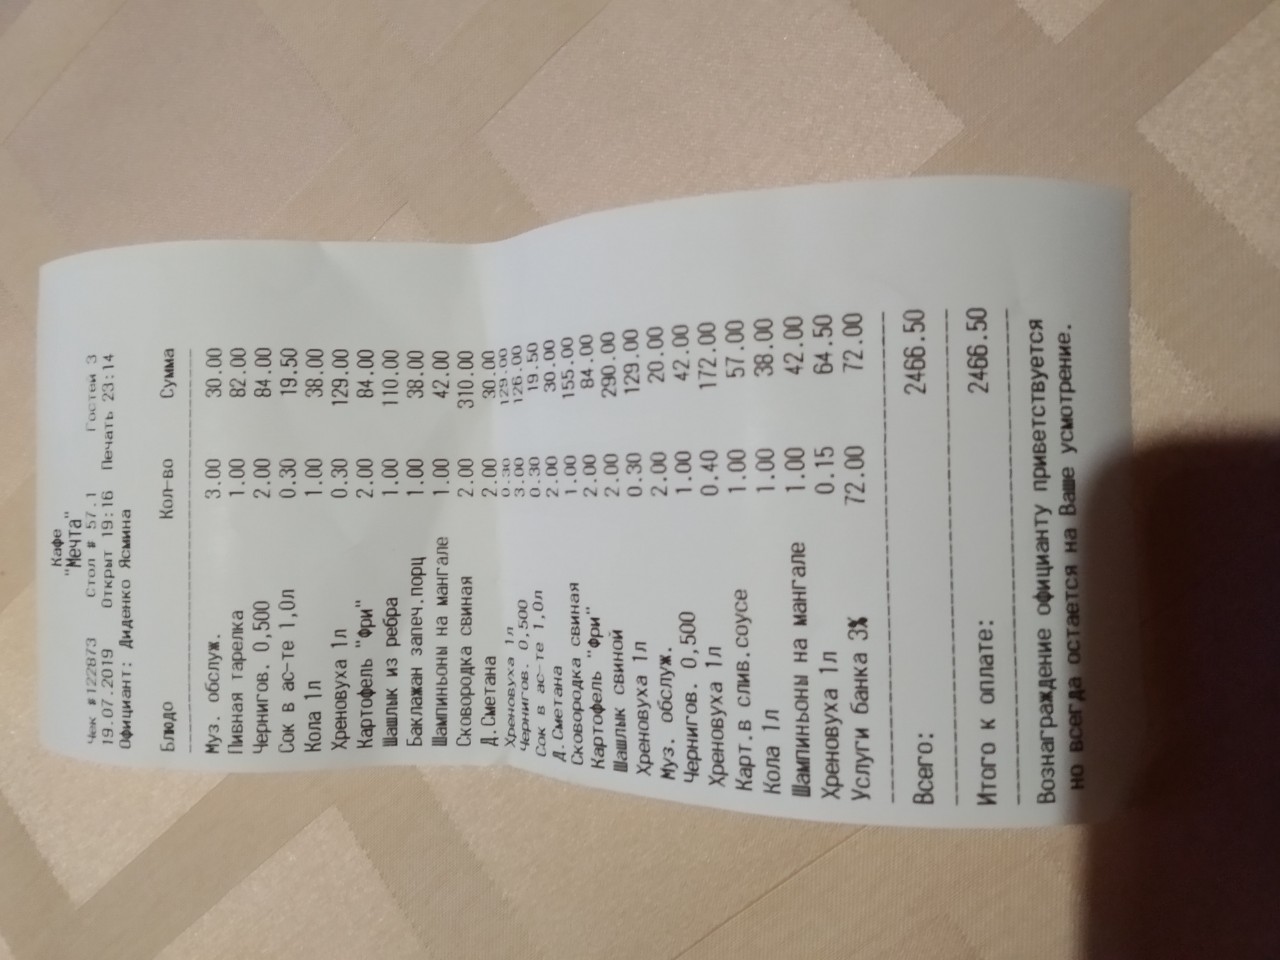 Кафе
"Мечта"
Чек #122873 Стол # 57.1 Гостей 3
19.07.2019 Открыт 19:16 Печать 23:14
Официант: Диденко Ясмина
Блюдо Кол-во Сумма
Муз. обслуж. 3.00 30.00
Пивная тарелка 1.00 82.00
Чернигов. 0,500 2.00 84.00
Сок в ас-те 1,0л 0.30 19.50
Кола 1л 1.00 38.00
Хреновуха 1л 0.30 129.00
Картофель "Фри" 2.00 84.00
Шашлык из ребра 1.00 110.00
Баклажан запеч.порц 1.00 38.00
Шампиньоны на мангале 1.00 42.00
Сковородка свиная 2.00 310.00
Д.Сметана 2.00 30.00
Хреновуха 1л 0.30 129.00
Чернигов. 0,500 3.00 126.00
Сок в ас-те 1,0л 0.30 19.50
Д.Сметана 2.00 30.00
Сковородка свиная 1.00 155.00
Картофель "Фри" 2.00 84.00
Шашлык свиной 2.00 290.00
Хреновуха 1л 0.30 129.00
Муз. обслуж. 2.00 20.00
Чернигов. 0,500 1.00 42.00
Хреновуха 1л 0.40 172.00
Карт.в слив.соусе 1.00 57.00
Кола 1л 1.00 38.00
Шампиньоны на мангале 1.00 42.00
Хреновуха 1л 0.15 64.50
Услуги банка 3% 72.00 72.00
Всего: 2466.50
Итого к оплате: 2466.50
Вознаграждение официанту приветствуется
но всегда остается на Ваше усмотрение.